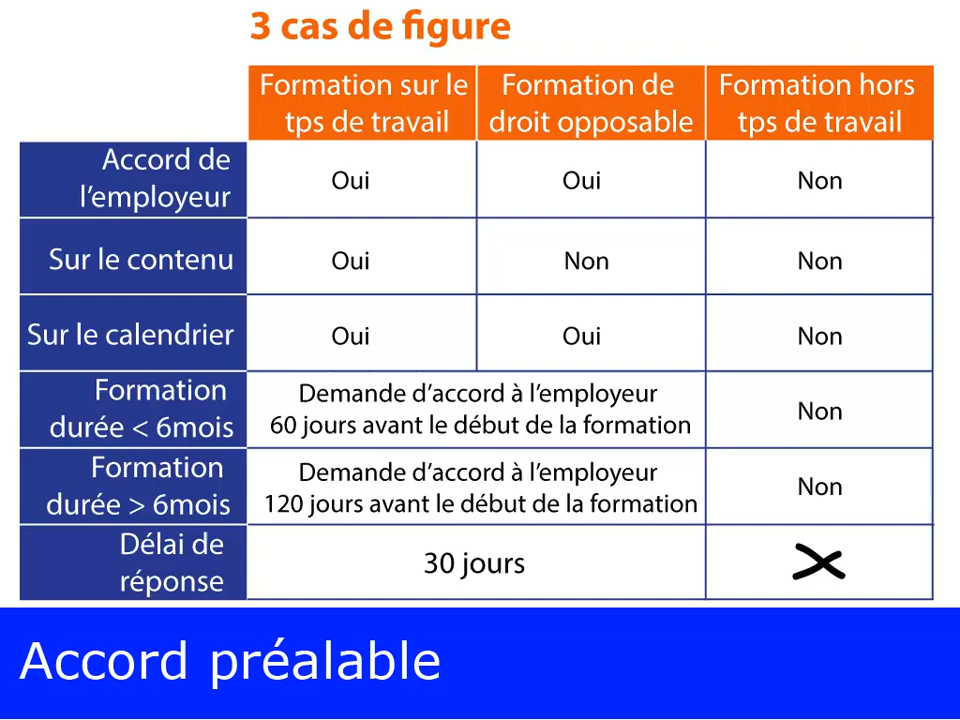 3 cas de figure
Formation sur le
tps de travail
Formation de
droit opposable
Formation hors
tps de travail
Accord de
l’employeur
Oui
Oui
Non
Sur le contenu
Oui
Non
Non
Sur le calendrier
Oui
Oui
Non
Formation
durée < 6mois
Demande d’accord à l’employeur
60 jours avant le début de la formation
Non
Formation
durée > 6mois
Demande d’accord à l’employeur
120 jours avant le début de la formation
Non
Délai de
réponse
30 jours
Accord préalable